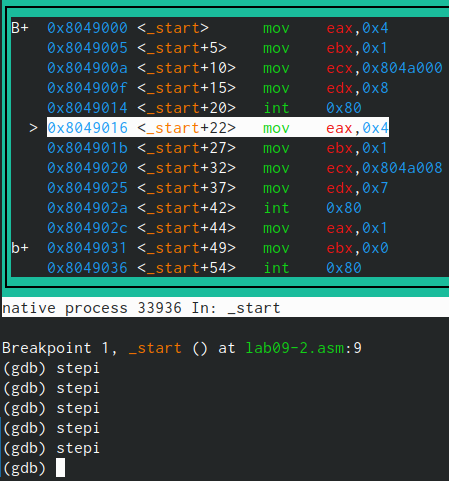 B+ 0x8049000 <_start> mov eax,0x4
0x8049005 <_start+5> mov ebx,0x1
0x804900a <_start+10> mov ecx,0x804a000
0x804900f <_start+15> mov edx,0x8
0x8049014 <_start+20> int 0x80
> 0x8049016 <_start+22> mov eax,0x4
0x804901b <_start+27> mov ebx,0x1
0x8049020 <_start+32> mov ecx,0x804a008
0x8049025 <_start+37> mov edx,0x7
0x804902a <_start+42> int 0x80
0x804902c <_start+44> mov eax,0x1
b+ 0x8049031 <_start+49> mov ebx,0x0
0x8049036 <_start+54> int 0x80
native process 33936 In: _start
Breakpoint 1, _start () at lab09-2.asm:9
(gdb) stepi
(gdb) stepi
(gdb) stepi
(gdb) stepi
(gdb) stepi
(gdb)